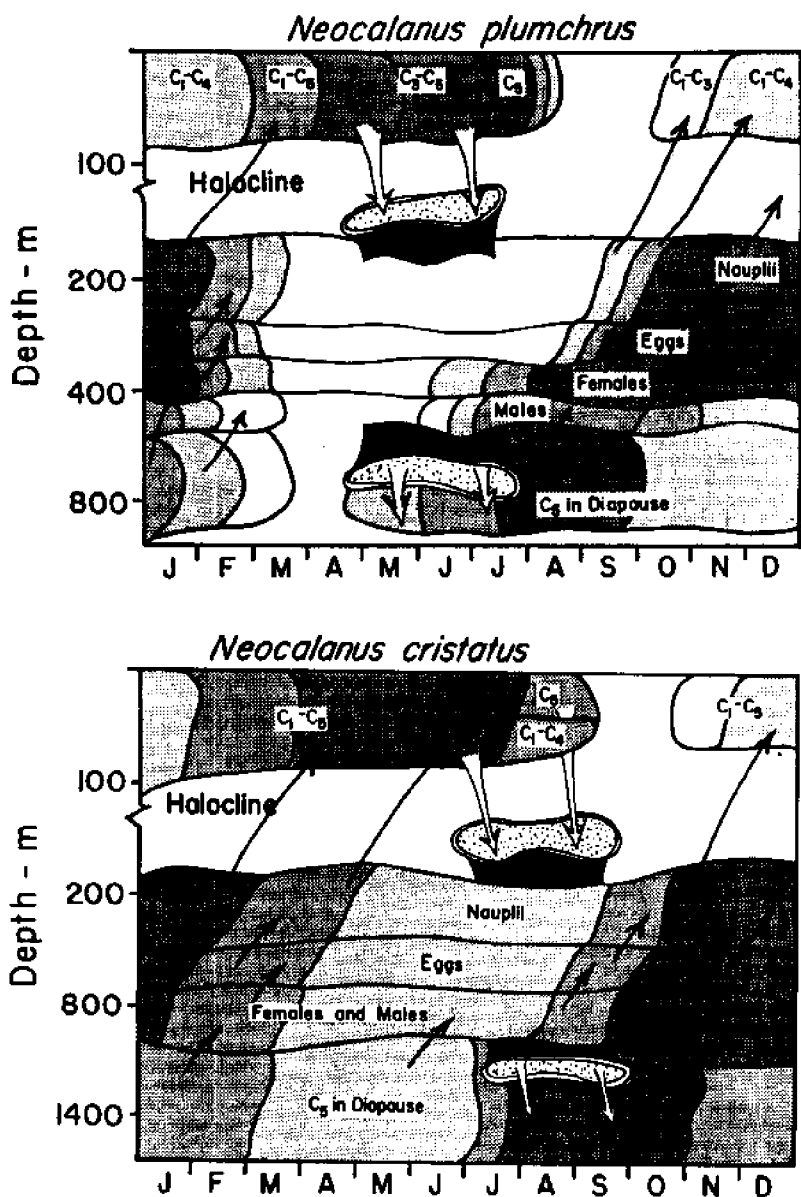 Neocalanus plumchrus
C₁-C₄ C₁-C₅ C₃-C₅ C₅ C₁-C₃ C₁-C₄
100
Halocline
200
Nauplii
Eggs
400
Females
Males
800
C₅ in Diapause
Depth - m
J F M A M J J A S O N D
Neocalanus cristatus
C₅
C₁-C₅ C₁-C₄ C₁-C₅
100
Halocline
200
Nauplii
Eggs
800
Females and Males
C₅ in Diapause
1400
Depth - m
J F M A M J J A S O N D